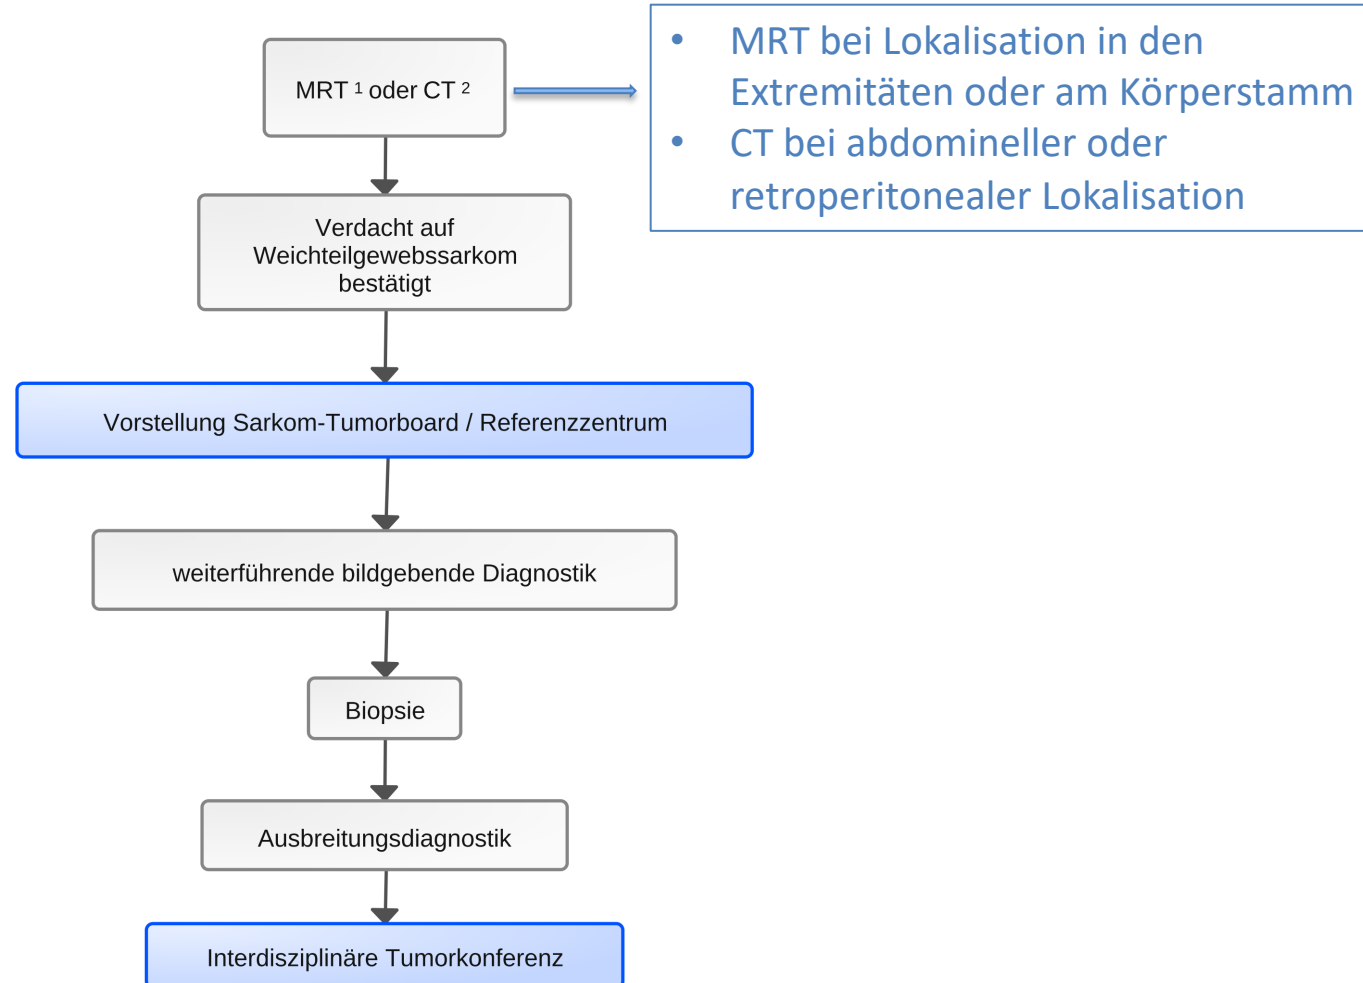 MRT ¹ oder CT ²
• MRT bei Lokalisation in den
Extremitäten oder am Körperstamm
• CT bei abdomineller oder
retroperitonealer Lokalisation
Verdacht auf
Weichteilgewebssarkom
bestätigt
Vorstellung Sarkom-Tumorboard / Referenzzentrum
weiterführende bildgebende Diagnostik
Biopsie
Ausbreitungsdiagnostik
Interdisziplinäre Tumorkonferenz